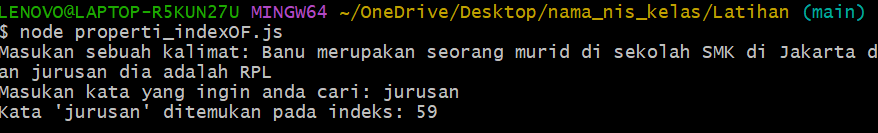 LENOVO@LAPTOP-R5KUN27U MINGW64 ~/OneDrive/Desktop/nama_nis_kelas/Latihan (main)
$ node properti_indexOF.js
Masukan sebuah kalimat: Banu merupakan seorang murid di sekolah SMK di Jakarta d
an jurusan dia adalah RPL
Masukan kata yang ingin anda cari: jurusan
Kata 'jurusan' ditemukan pada indeks: 59